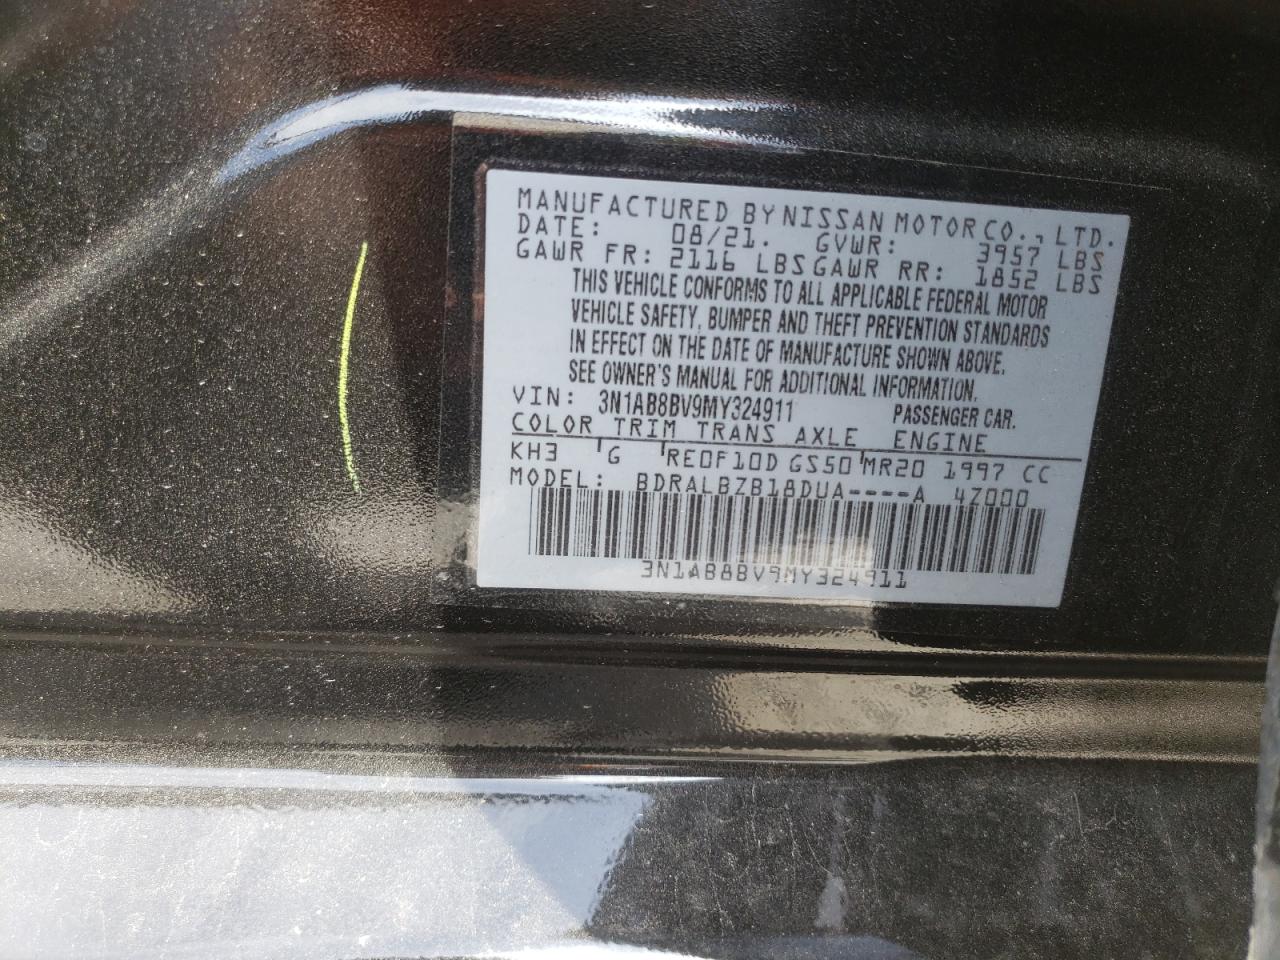 MANUFACTURED BY NISSAN MOTOR CO., LTD.
DATE: 08/21. GVWR: 3957 LBS
GAWR FR: 2116 LBS GAWR RR: 1852 LBS
THIS VEHICLE CONFORMS TO ALL APPLICABLE FEDERAL MOTOR
VEHICLE SAFETY, BUMPER AND THEFT PREVENTION STANDARDS
IN EFFECT ON THE DATE OF MANUFACTURE SHOWN ABOVE.
SEE OWNER'S MANUAL FOR ADDITIONAL INFORMATION.
VIN: 3N1AB8BV9MY324911 PASSENGER CAR.
COLOR TRIM TRANS AXLE ENGINE
KH3 G RE0F10D GS50 MR20 1997 CC
MODEL: BDRALBZB18DUA----A 4Z000
3N1AB8BV9MY324911